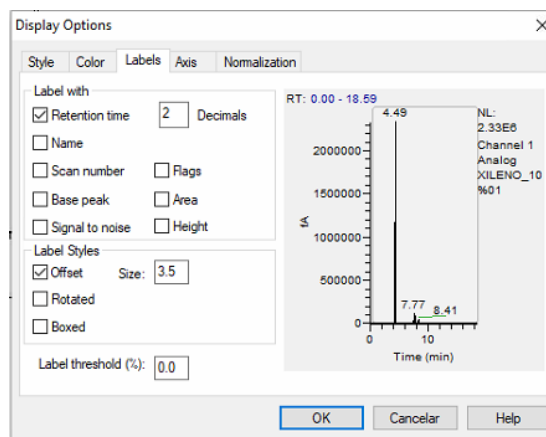 Display Options
Style Color Labels Axis Normalization
Label with
Retention time 2 Decimals
Name
Scan number Flags
Base peak Area
Signal to noise Height
Label Styles
Offset Size: 3.5
Rotated
Boxed
Label threshold (%): 0.0
RT: 0.00 - 18.59
4.49
NL:
2.33E6
Channel 1
Analog
XILENO_10
%01
2000000
1500000
fA
1000000
500000
7.77 8.41
0
0 10
Time (min)
OK Cancelar Help